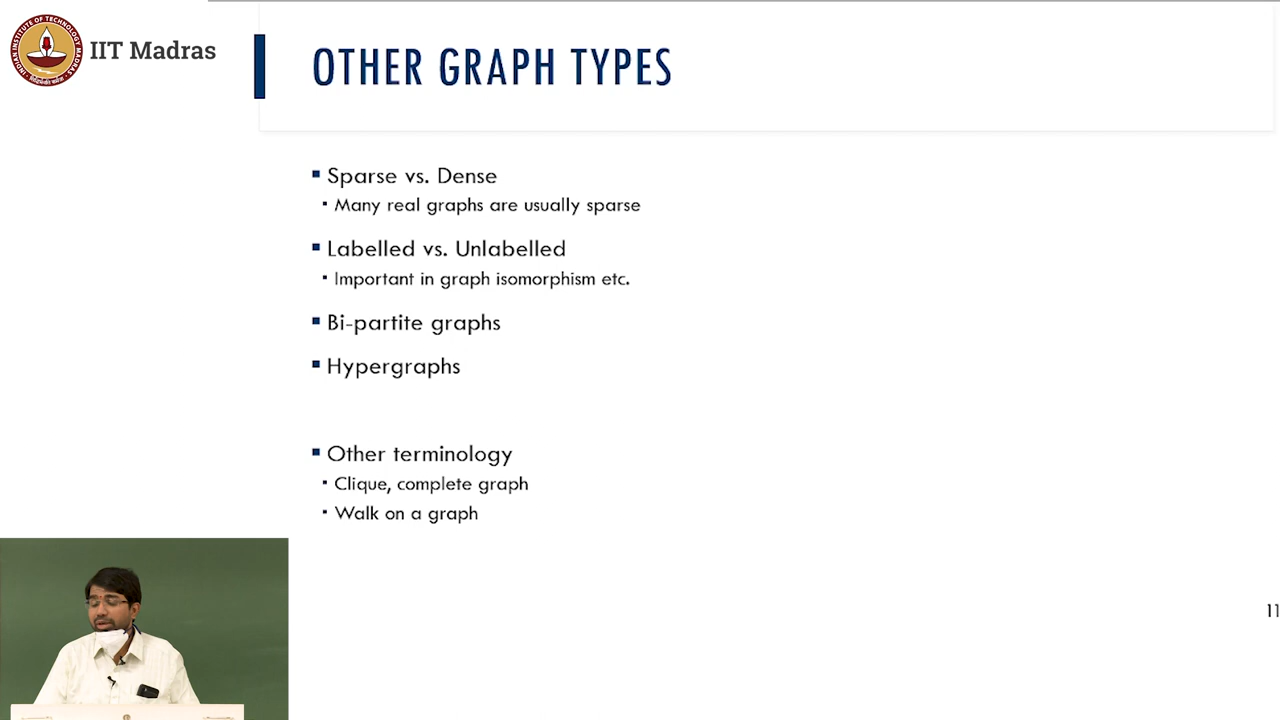 IIT Madras
OTHER GRAPH TYPES
Sparse vs. Dense
Many real graphs are usually sparse
Labelled vs. Unlabelled
Important in graph isomorphism etc.
Bi-partite graphs
Hypergraphs
Other terminology
Clique, complete graph
Walk on a graph
11